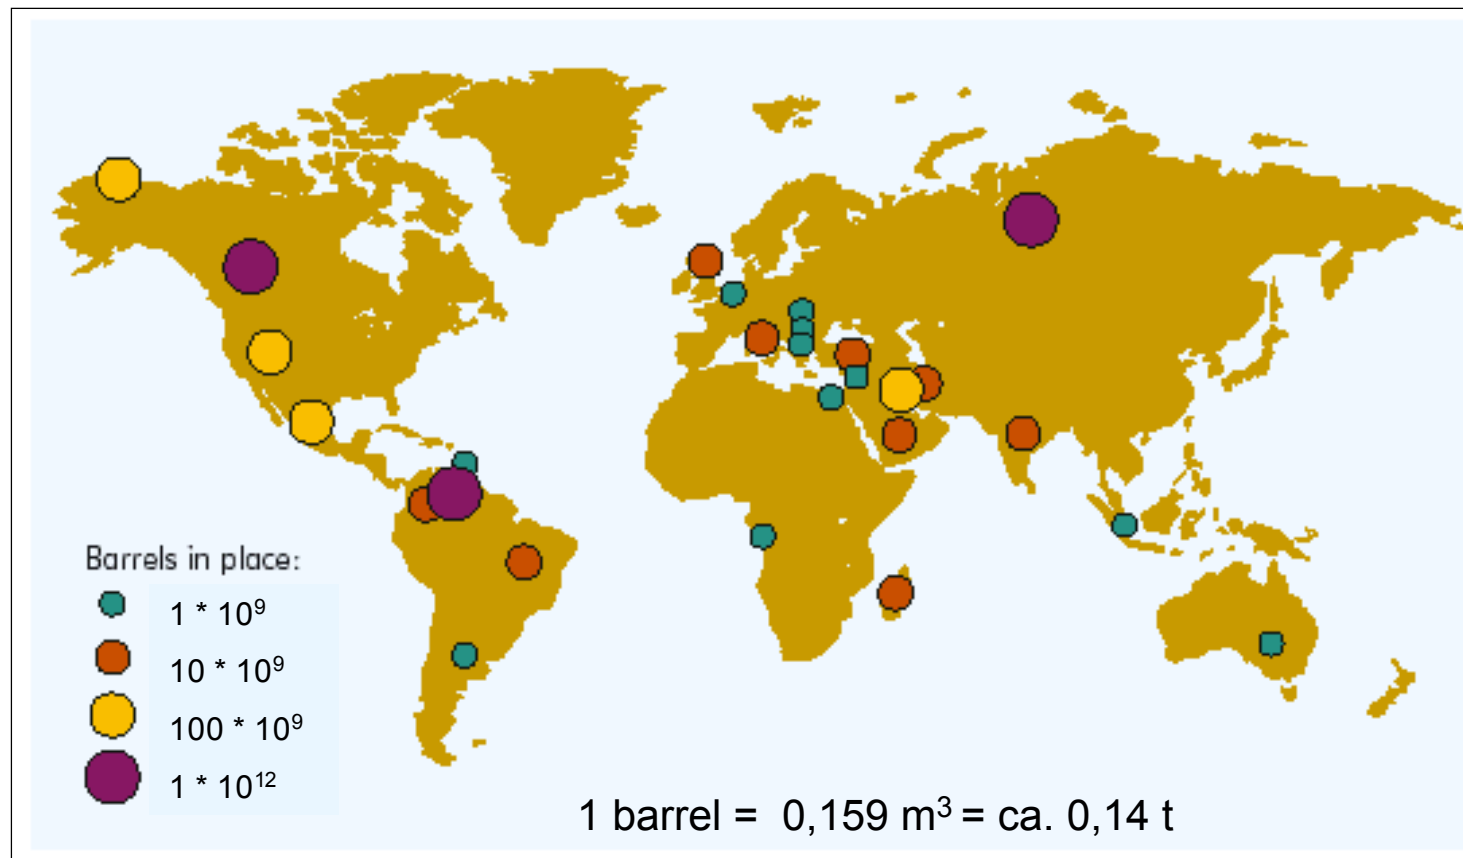 Barrels in place:
1 * 10⁹
10 * 10⁹
100 * 10⁹
1 * 10¹²
1 barrel = 0,159 m³ = ca. 0,14 t